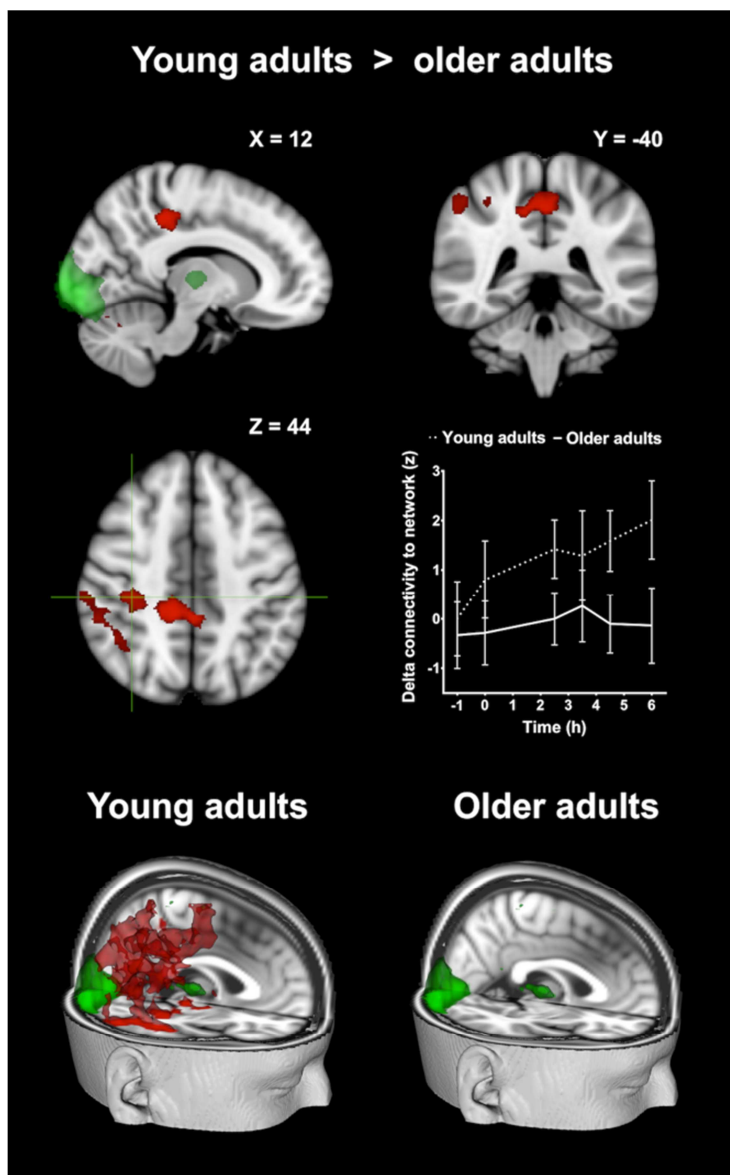 Young adults > older adults
X = 12
Y = -40
Z = 44
Young adults
Older adults
Delta connectivity to network (z)
3
2
1
0
-1
-1 0 1 2 3 4 5 6
Time (h)
Young adults
Older adults